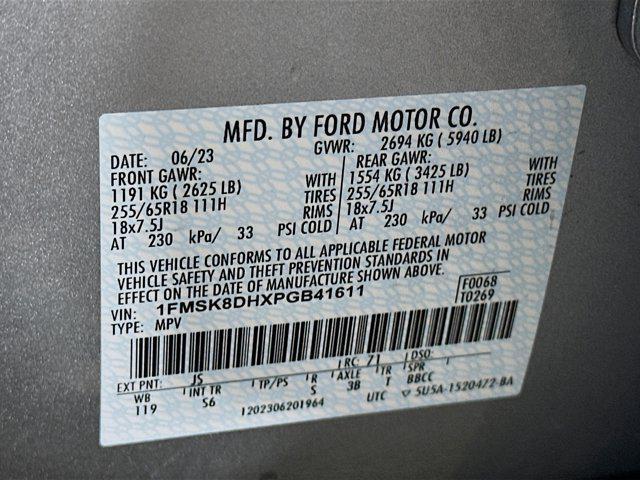 MFD. BY FORD MOTOR CO.
DATE: 06/23 GVWR: 2694 KG ( 5940 LB)
FRONT GAWR: REAR GAWR:
1191 KG ( 2625 LB) WITH 1554 KG ( 3425 LB) WITH
255/65R18 111H TIRES 255/65R18 111H TIRES
18x7.5J RIMS 18x7.5J RIMS
AT 230 kPa/ 33 PSI COLD AT 230 kPa/ 33 PSI COLD
THIS VEHICLE CONFORMS TO ALL APPLICABLE FEDERAL MOTOR
VEHICLE SAFETY AND THEFT PREVENTION STANDARDS IN
EFFECT ON THE DATE OF MANUFACTURE SHOWN ABOVE.
VIN: 1FMSK8DHXPGB41611 F0068
TYPE: MPV T0269
EXT PNT: JS RC: 71 DSO:
WB INT TR TP/PS R AXLE TR SPR
119 S6 S 3B T BBCC
1202306201964 UTC 5U5A-1520472-BA